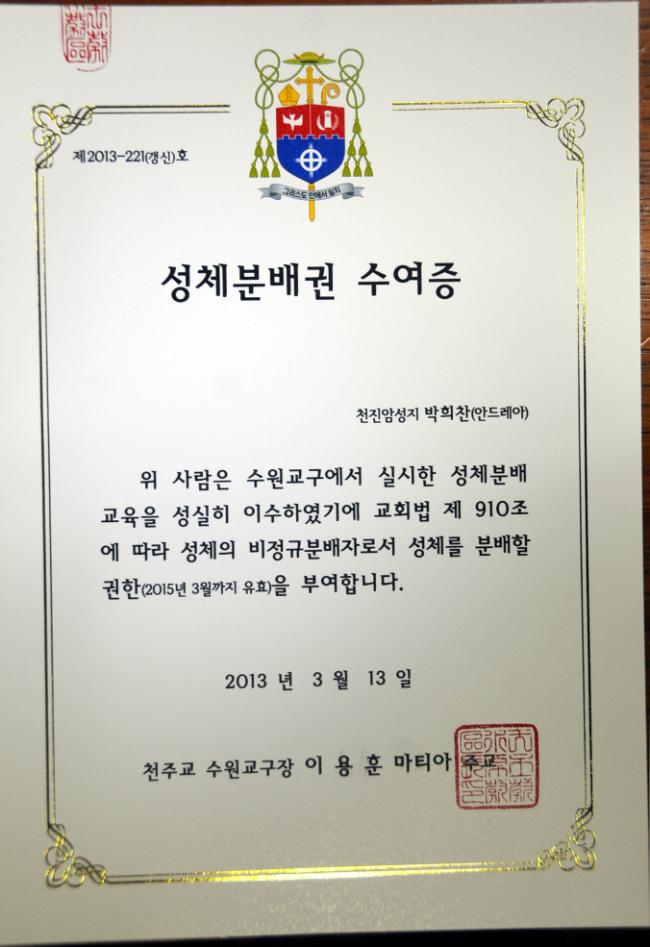 제2013-221(갱신)호
그리스도 안에서 일치
성체분배권 수여증
천진암성지 박희찬(안드레아)
위 사람은 수원교구에서 실시한 성체분배
교육을 성실히 이수하였기에 교회법 제 910조
에 따라 성체의 비정규분배자로서 성체를 분배할
권한(2015년 3월까지 유효)을 부여합니다.
2013 년 3 월 13 일
천주교 수원교구장 이 용 훈 마티아 주교